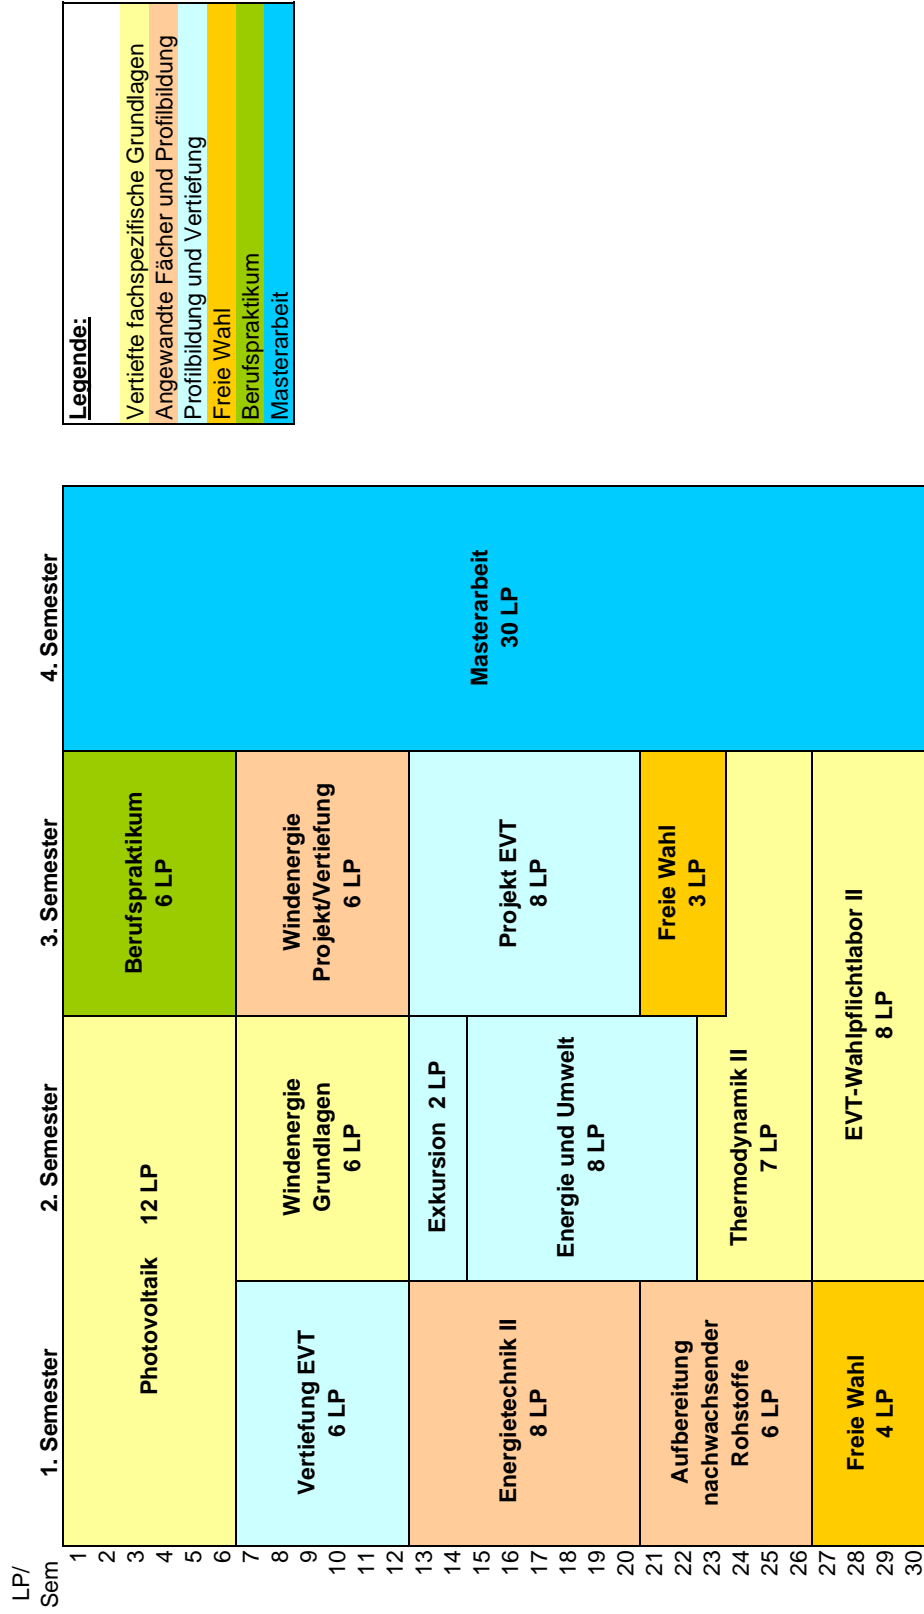 LP/
Sem
1. Semester
2. Semester
3. Semester
4. Semester
1
2
3
4
5
6
7
8
9
10
11
12
13
14
15
16
17
18
19
20
21
22
23
24
25
26
27
28
29
30
Photovoltaik 12 LP
Vertiefung EVT
6 LP
Energietechnik II
8 LP
Aufbereitung
nachwachsender
Rohstoffe
6 LP
Freie Wahl
4 LP
Windenergie
Grundlagen
6 LP
Exkursion 2 LP
Energie und Umwelt
8 LP
Thermodynamik II
7 LP
EVT-Wahlpflichtlabor II
8 LP
Berufspraktikum
6 LP
Windenergie
Projekt/Vertiefung
6 LP
Projekt EVT
8 LP
Freie Wahl
3 LP
Masterarbeit
30 LP
Legende:
Vertiefte fachspezifische Grundlagen
Angewandte Fächer und Profilbildung
Profilbildung und Vertiefung
Freie Wahl
Berufspraktikum
Masterarbeit